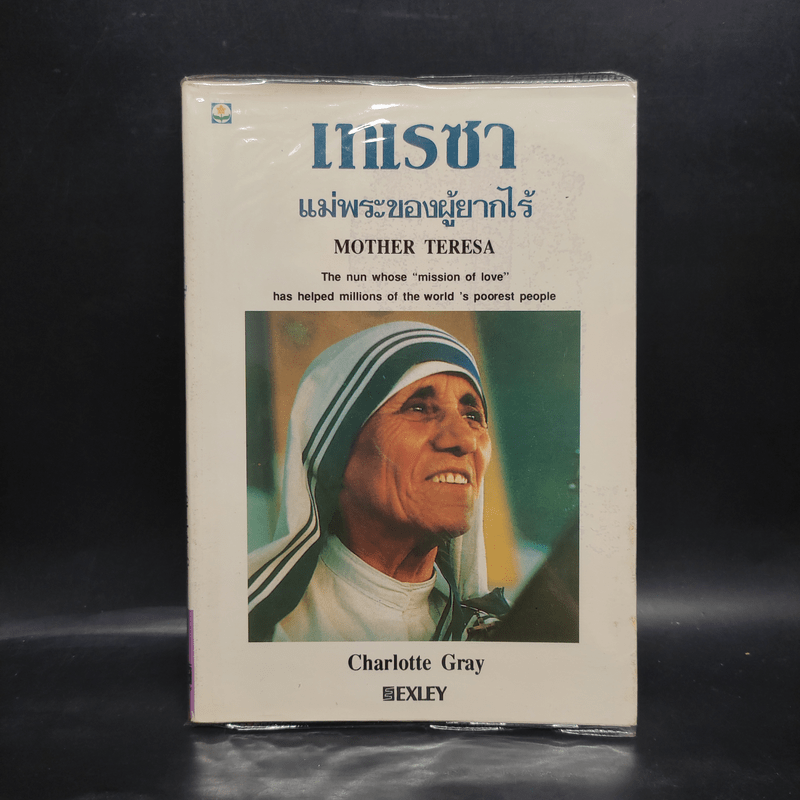 เทเรซา
แม่พระของผู้ยากไร้
MOTHER TERESA
The nun whose "mission of love"
has helped millions of the world 's poorest people
Charlotte Gray
EXLEY